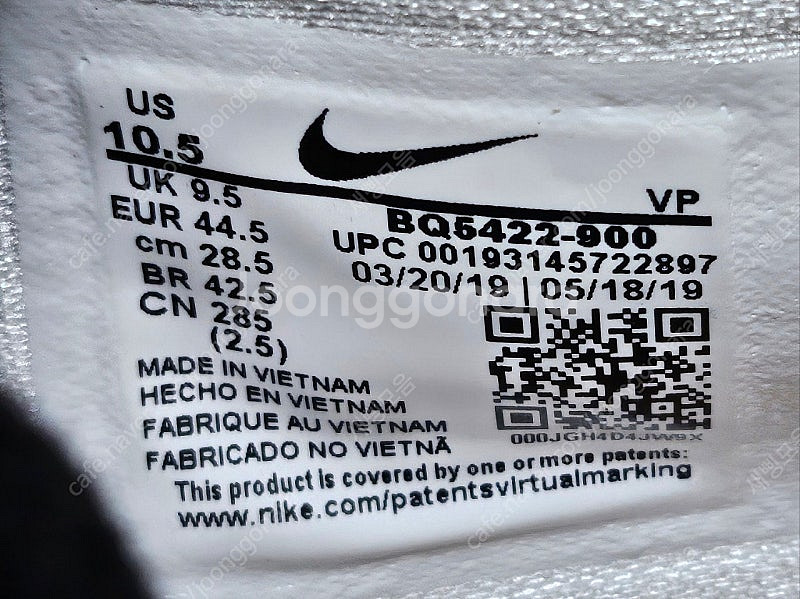 US
10.5
UK 9.5
EUR 44.5
cm 28.5
BR 42.5
CN 285
(2.5)
VP
BQ5422-900
UPC 00193145722897
03/20/19 | 05/18/19
000JGH4D4JW9X
MADE IN VIETNAM
HECHO EN VIETNAM
FABRIQUE AU VIETNAM
FABRICADO NO VIETNÃ
This product is covered by one or more patents:
www.nike.com/patentsvirtualmarking
joonggonara